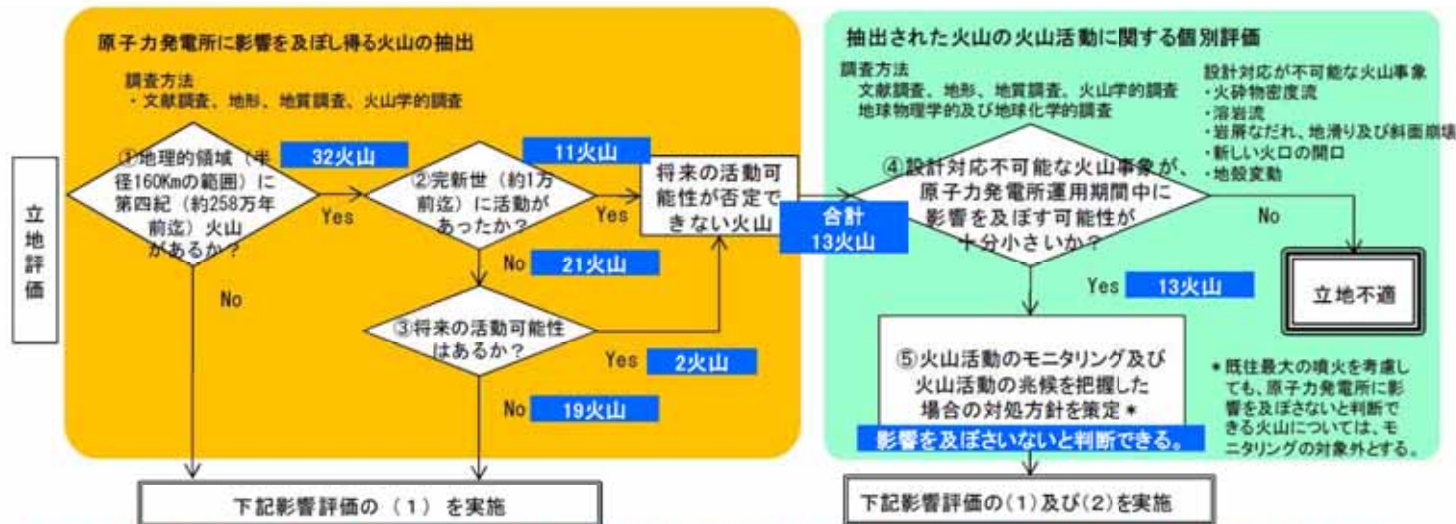 原子力発電所に影響を及ぼし得る火山の抽出
調査方法
・文献調査、地形、地質調査、火山学的調査
立地評価
①地理的領域（半
径160Kmの範囲）に
第四紀（約258万年
前迄）火山
があるか？
32火山
Yes
No
②完新世（約1万
前迄）に活動が
あったか？
11火山
Yes
No
21火山
③将来の活動可能性
はあるか？
Yes
2火山
No
19火山
将来の活動可
能性が否定で
きない火山
合計
13火山
下記影響評価の（1）を実施
抽出された火山の火山活動に関する個別評価
調査方法
文献調査、地形、地質調査、火山学的調査
地球物理学的及び地球化学的調査
設計対応が不可能な火山事象
・火砕物密度流
・溶岩流
・岩屑なだれ、地滑り及び斜面崩壊
・新しい火口の開口
・地殻変動
④設計対応不可能な火山事象が、
原子力発電所運用期間中に
影響を及ぼす可能性が
十分小さいか？
No
立地不適
Yes
13火山
⑤火山活動のモニタリング及び
火山活動の兆候を把握した
場合の対処方針を策定＊
影響を及ぼさいないと判断できる。
＊既往最大の噴火を考慮し
ても、原子力発電所に影
響を及ぼさないと判断で
きる火山については、モ
ニタリングの対象外とする。
下記影響評価の(1)及び(2)を実施